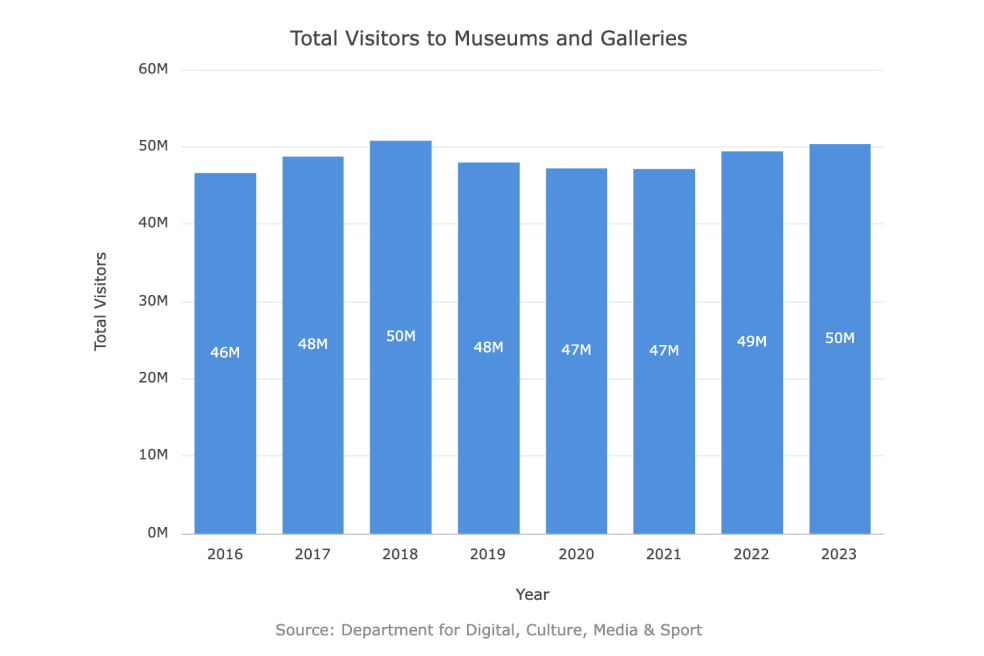 Total Visitors to Museums and Galleries
60M
50M
40M
30M
20M
10M
0M
Total Visitors
46M
48M
50M
48M
47M
47M
49M
50M
2016 2017 2018 2019 2020 2021 2022 2023
Year
Source: Department for Digital, Culture, Media & Sport